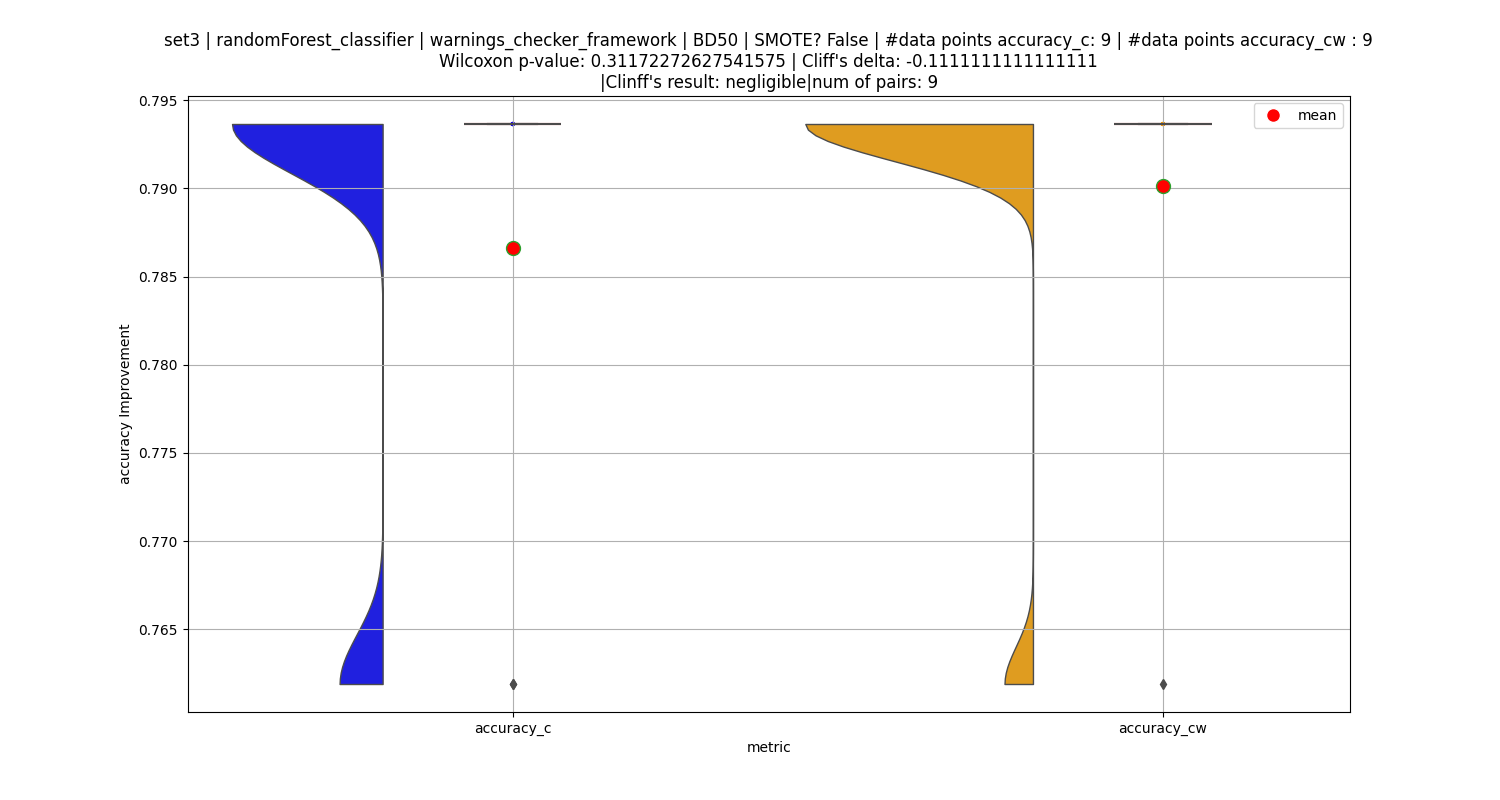 set3 | randomForest_classifier | warnings_checker_framework | BD50 | SMOTE? False | #data points accuracy_c: 9 | #data points accuracy_cw : 9
Wilcoxon p-value: 0.31172272627541575 | Cliff's delta: -0.1111111111111111
|Clinff's result: negligible|num of pairs: 9
mean
0.795
0.790
0.785
0.780
0.775
0.770
0.765
accuracy Improvement
accuracy_c
accuracy_cw
metric